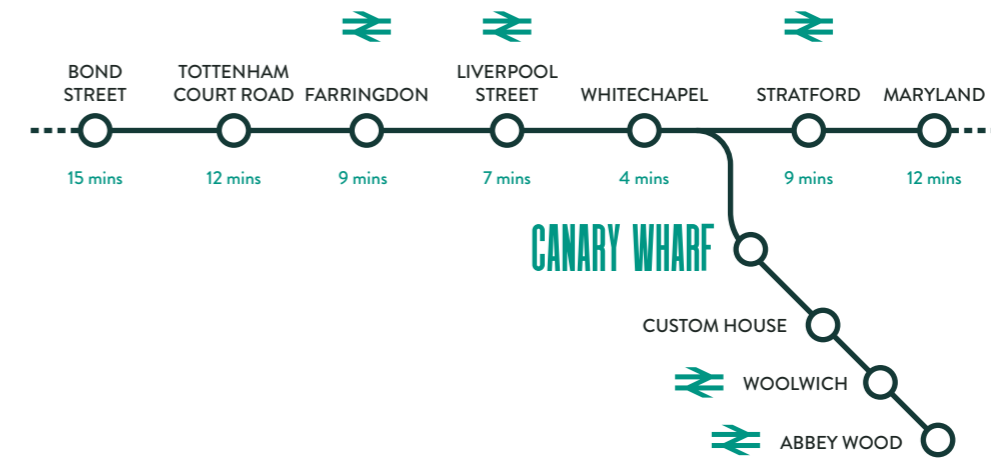 BOND
STREET
TOTTENHAM
COURT ROAD
FARRINGDON
LIVERPOOL
STREET
WHITECHAPEL
STRATFORD
MARYLAND
15 mins
12 mins
9 mins
7 mins
4 mins
9 mins
12 mins
CANARY WHARF
CUSTOM HOUSE
WOOLWICH
ABBEY WOOD